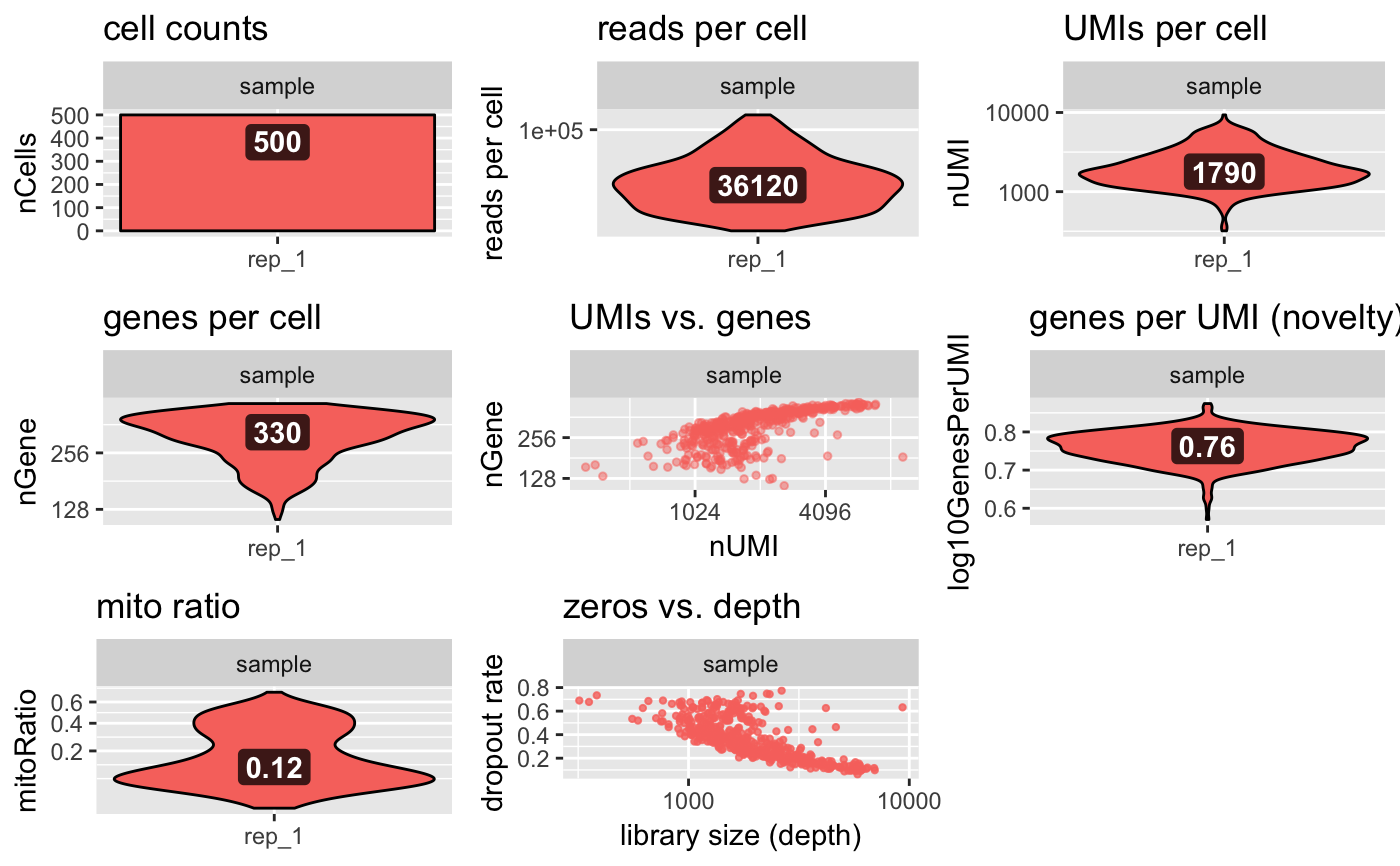 cell counts
sample
nCells
500
400
300
200
100
0
500
rep_1
reads per cell
sample
reads per cell
1e+05
36120
rep_1
UMIs per cell
sample
nUMI
10000
1000
1790
rep_1
genes per cell
sample
nGene
256
128
330
rep_1
UMIs vs. genes
sample
nGene
256
128
1024
4096
nUMI
genes per UMI (novelty)
sample
log10GenesPerUMI
0.8
0.7
0.6
0.76
rep_1
mito ratio
sample
mitoRatio
0.6
0.4
0.2
0.12
rep_1
zeros vs. depth
sample
dropout rate
0.8
0.6
0.4
0.2
1000
10000
library size (depth)